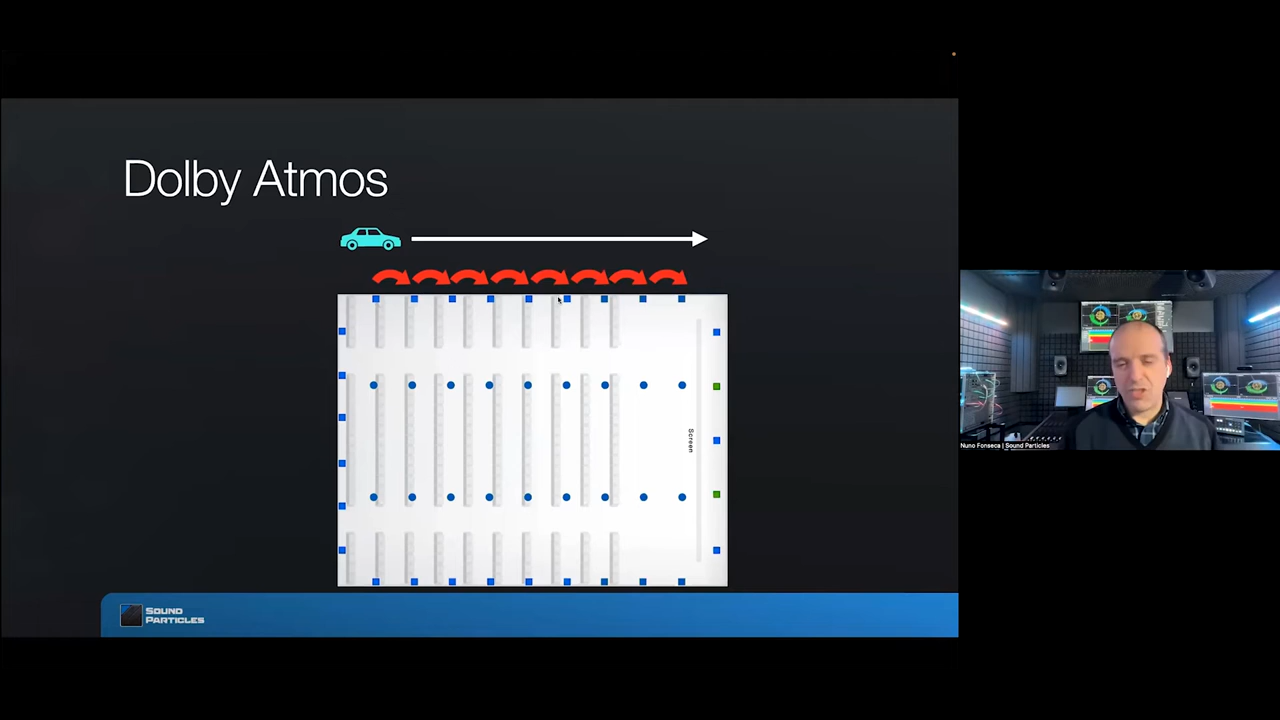 Dolby Atmos
Screen
SOUND
PARTICLES
Nuno Fonseca | Sound Particles